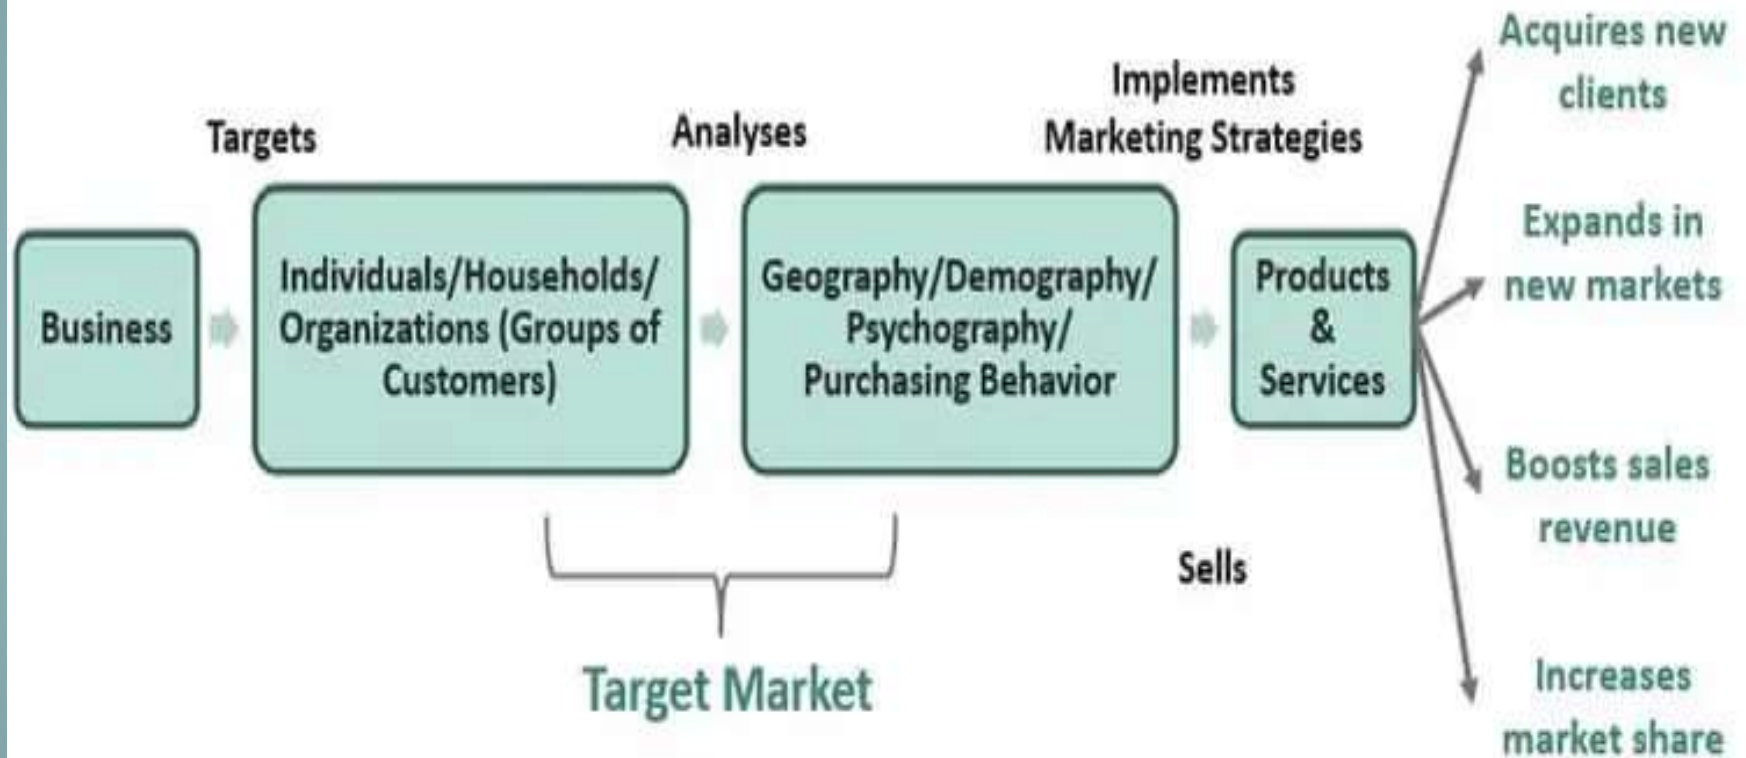 Targets
Analyses
Implements
Marketing Strategies
Business
Individuals/Households/
Organizations (Groups of
Customers)
Geography/Demography/
Psychography/
Purchasing Behavior
Products
&
Services
Sells
Target Market
Acquires new
clients
Expands in
new markets
Boosts sales
revenue
Increases
market share